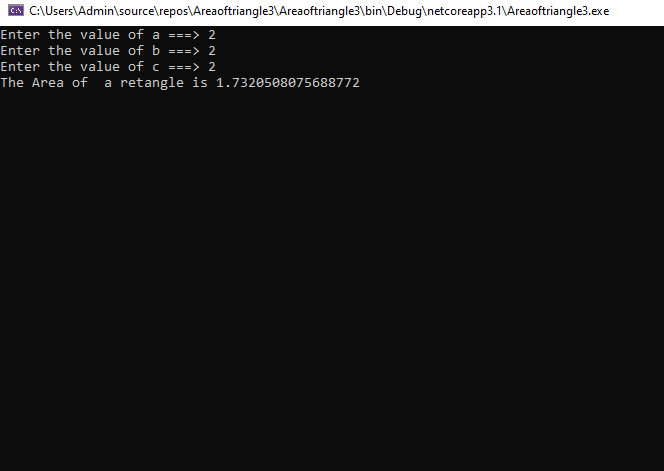 C:\Users\Admin\source\repos\Areaoftriangle3\Areaoftriangle3\bin\Debug\netcoreapp3.1\Areaoftriangle3.exe
Enter the value of a ===> 2
Enter the value of b ===> 2
Enter the value of c ===> 2
The Area of  a retangle is 1.7320508075688772